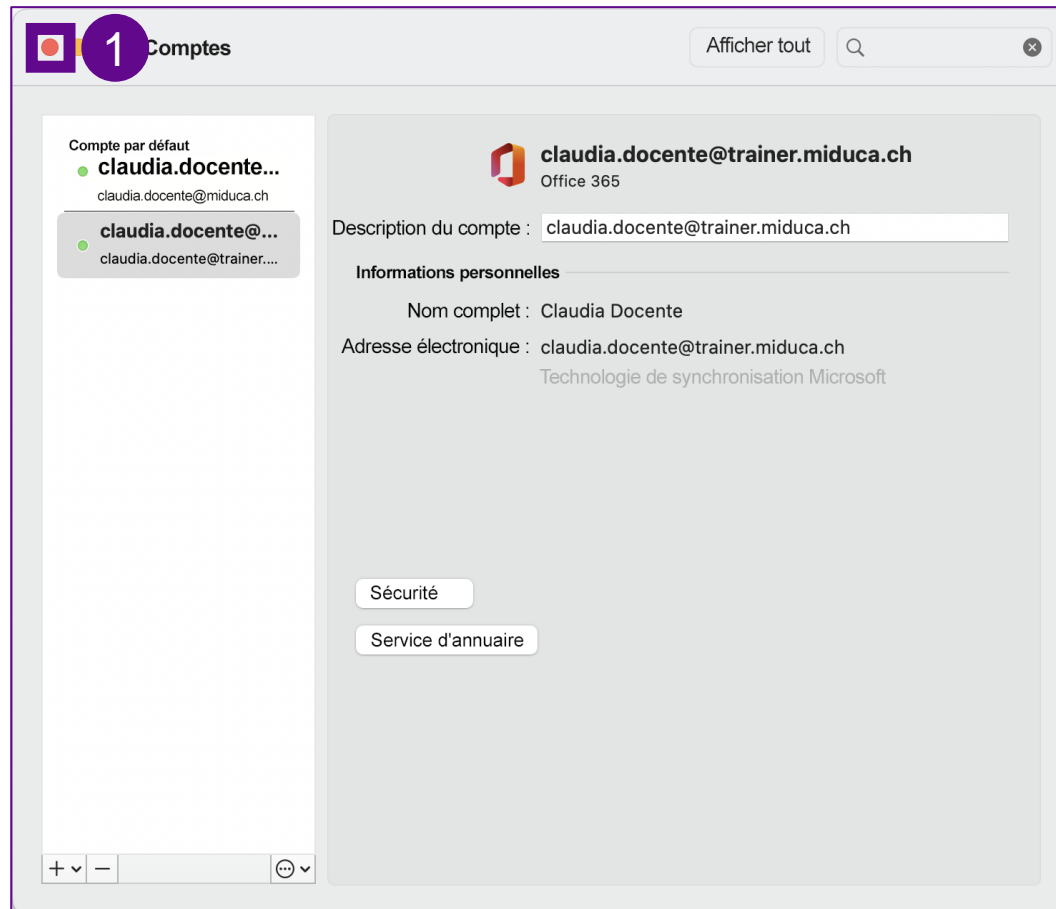 1
Comptes
Afficher tout
Compte par défaut
claudia.docente...
claudia.docente@miduca.ch
claudia.docente@...
claudia.docente@trainer....
claudia.docente@trainer.miduca.ch
Office 365
Description du compte : claudia.docente@trainer.miduca.ch
Informations personnelles
Nom complet : Claudia Docente
Adresse électronique : claudia.docente@trainer.miduca.ch
Technologie de synchronisation Microsoft
Sécurité
Service d'annuaire